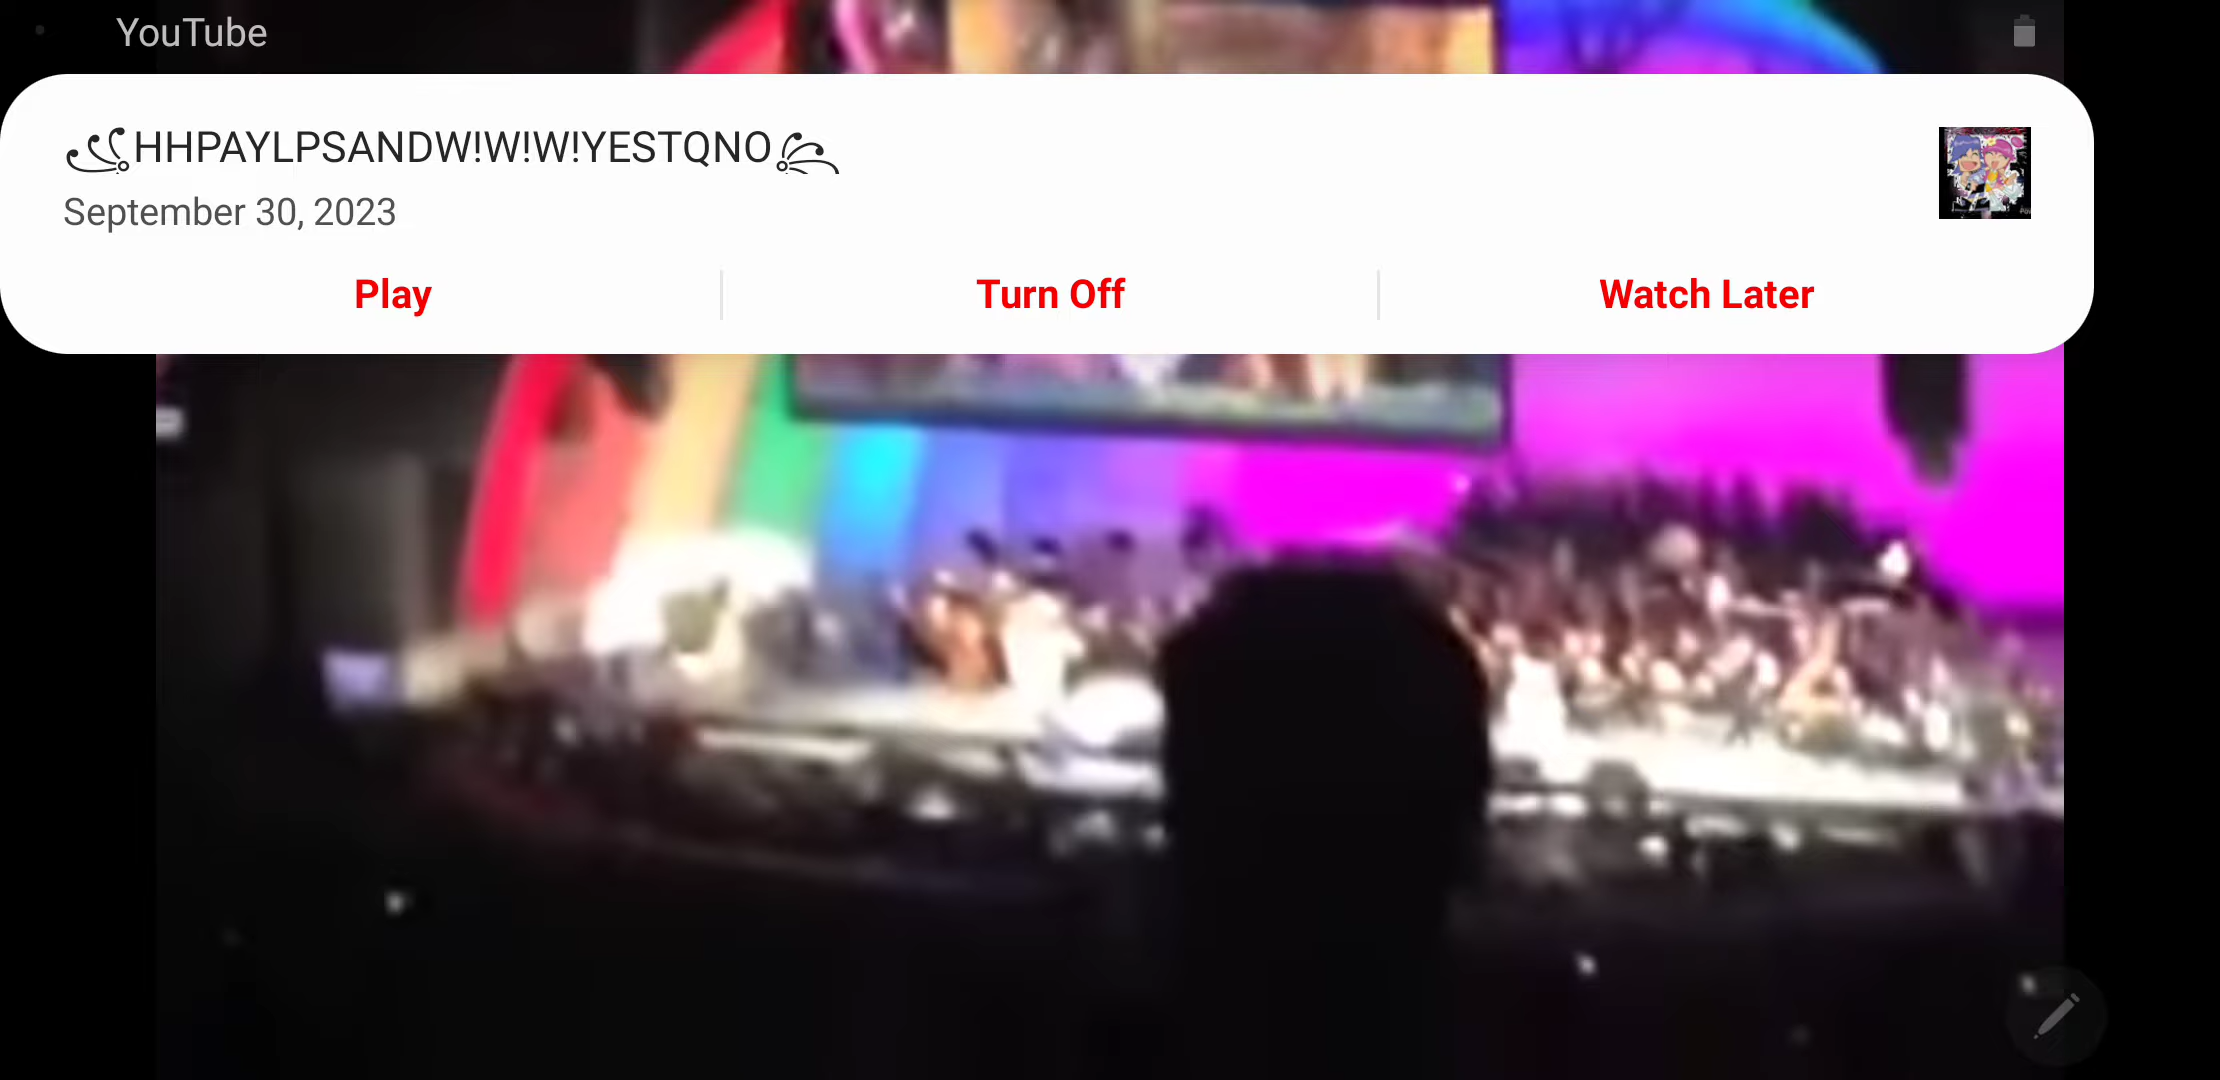 YouTube
꧁HHPAYLPSANDW!W!W!YESTQNO꧂
September 30, 2023
Play
Turn Off
Watch Later